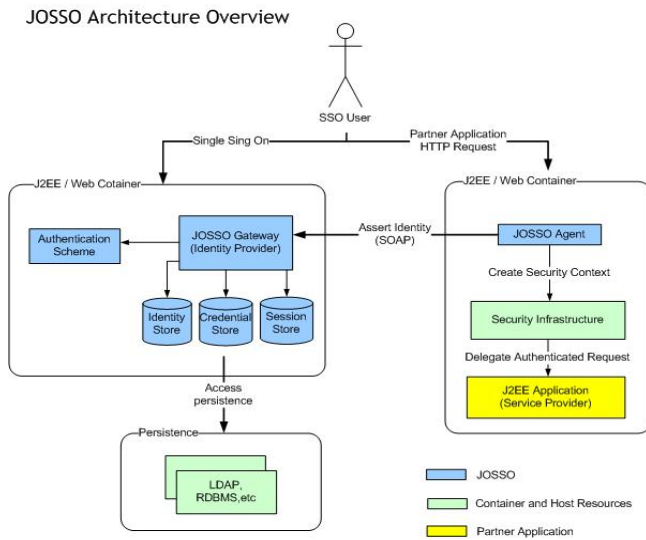 JOSSO Architecture Overview
SSO User
Single Sing On
Partner Application
HTTP Request
J2EE / Web Cotainer
J2EE / Web Container
Authentication
Scheme
JOSSO Gateway
(Identity Provider)
Assert Identity
(SOAP)
JOSSO Agent
Create Security Context
Identity
Store
Credential
Store
Session
Store
Security Infrastructure
Delegate Authenticated Request
Access
persistence
J2EE Application
(Service Provider)
Persistence
LDAP,
RDBMS,etc
JOSSO
Container and Host Resources
Partner Application